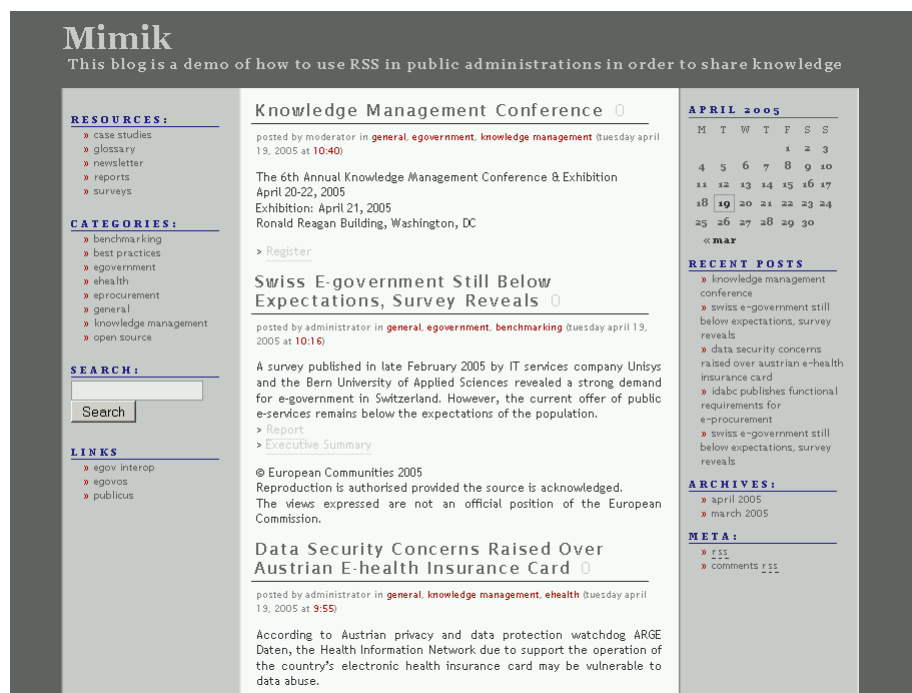 Mimik
This blog is a demo of how to use RSS in public administrations in order to share knowledge
RESOURCES:
» case studies
» glossary
» newsletter
» reports
» surveys
CATEGORIES:
» benchmarking
» best practices
» egovernment
» ehealth
» eprocurement
» general
» knowledge management
» open source
SEARCH:
Search
LINKS
» egov interop
» egovos
» publicus
Knowledge Management Conference 0
posted by moderator in general, egovernment, knowledge management (tuesday april
19, 2005 at 10:40)
The 6th Annual Knowledge Management Conference & Exhibition
April 20-22, 2005
Exhibition: April 21, 2005
Ronald Reagan Building, Washington, DC
> Register
Swiss E-government Still Below
Expectations, Survey Reveals 0
posted by administrator in general, egovernment, benchmarking (tuesday april 19,
2005 at 10:16)
A survey published in late February 2005 by IT services company Unisys
and the Bern University of Applied Sciences revealed a strong demand
for e-government in Switzerland. However, the current offer of public
e-services remains below the expectations of the population.
> Report
> Executive Summary
© European Communities 2005
Reproduction is authorised provided the source is acknowledged.
The views expressed are not an official position of the European
Commission.
Data Security Concerns Raised Over
Austrian E-health Insurance Card 0
posted by administrator in general, knowledge management, ehealth (tuesday april
19, 2005 at 9:55)
According to Austrian privacy and data protection watchdog ARGE
Daten, the Health Information Network due to support the operation of
the country's electronic health insurance card may be vulnerable to
data abuse.
APRIL 2005
M T W T F S S
1 2 3
4 5 6 7 8 9 10
11 12 13 14 15 16 17
18 19 20 21 22 23 24
25 26 27 28 29 30
« mar
RECENT POSTS
» knowledge management
conference
» swiss e-government still
below expectations, survey
reveals
» data security concerns
raised over austrian e-health
insurance card
» idabc publishes functional
requirements for
e-procurement
» swiss e-government still
below expectations, survey
reveals
ARCHIVES:
» april 2005
» march 2005
META:
» rss
» comments rss